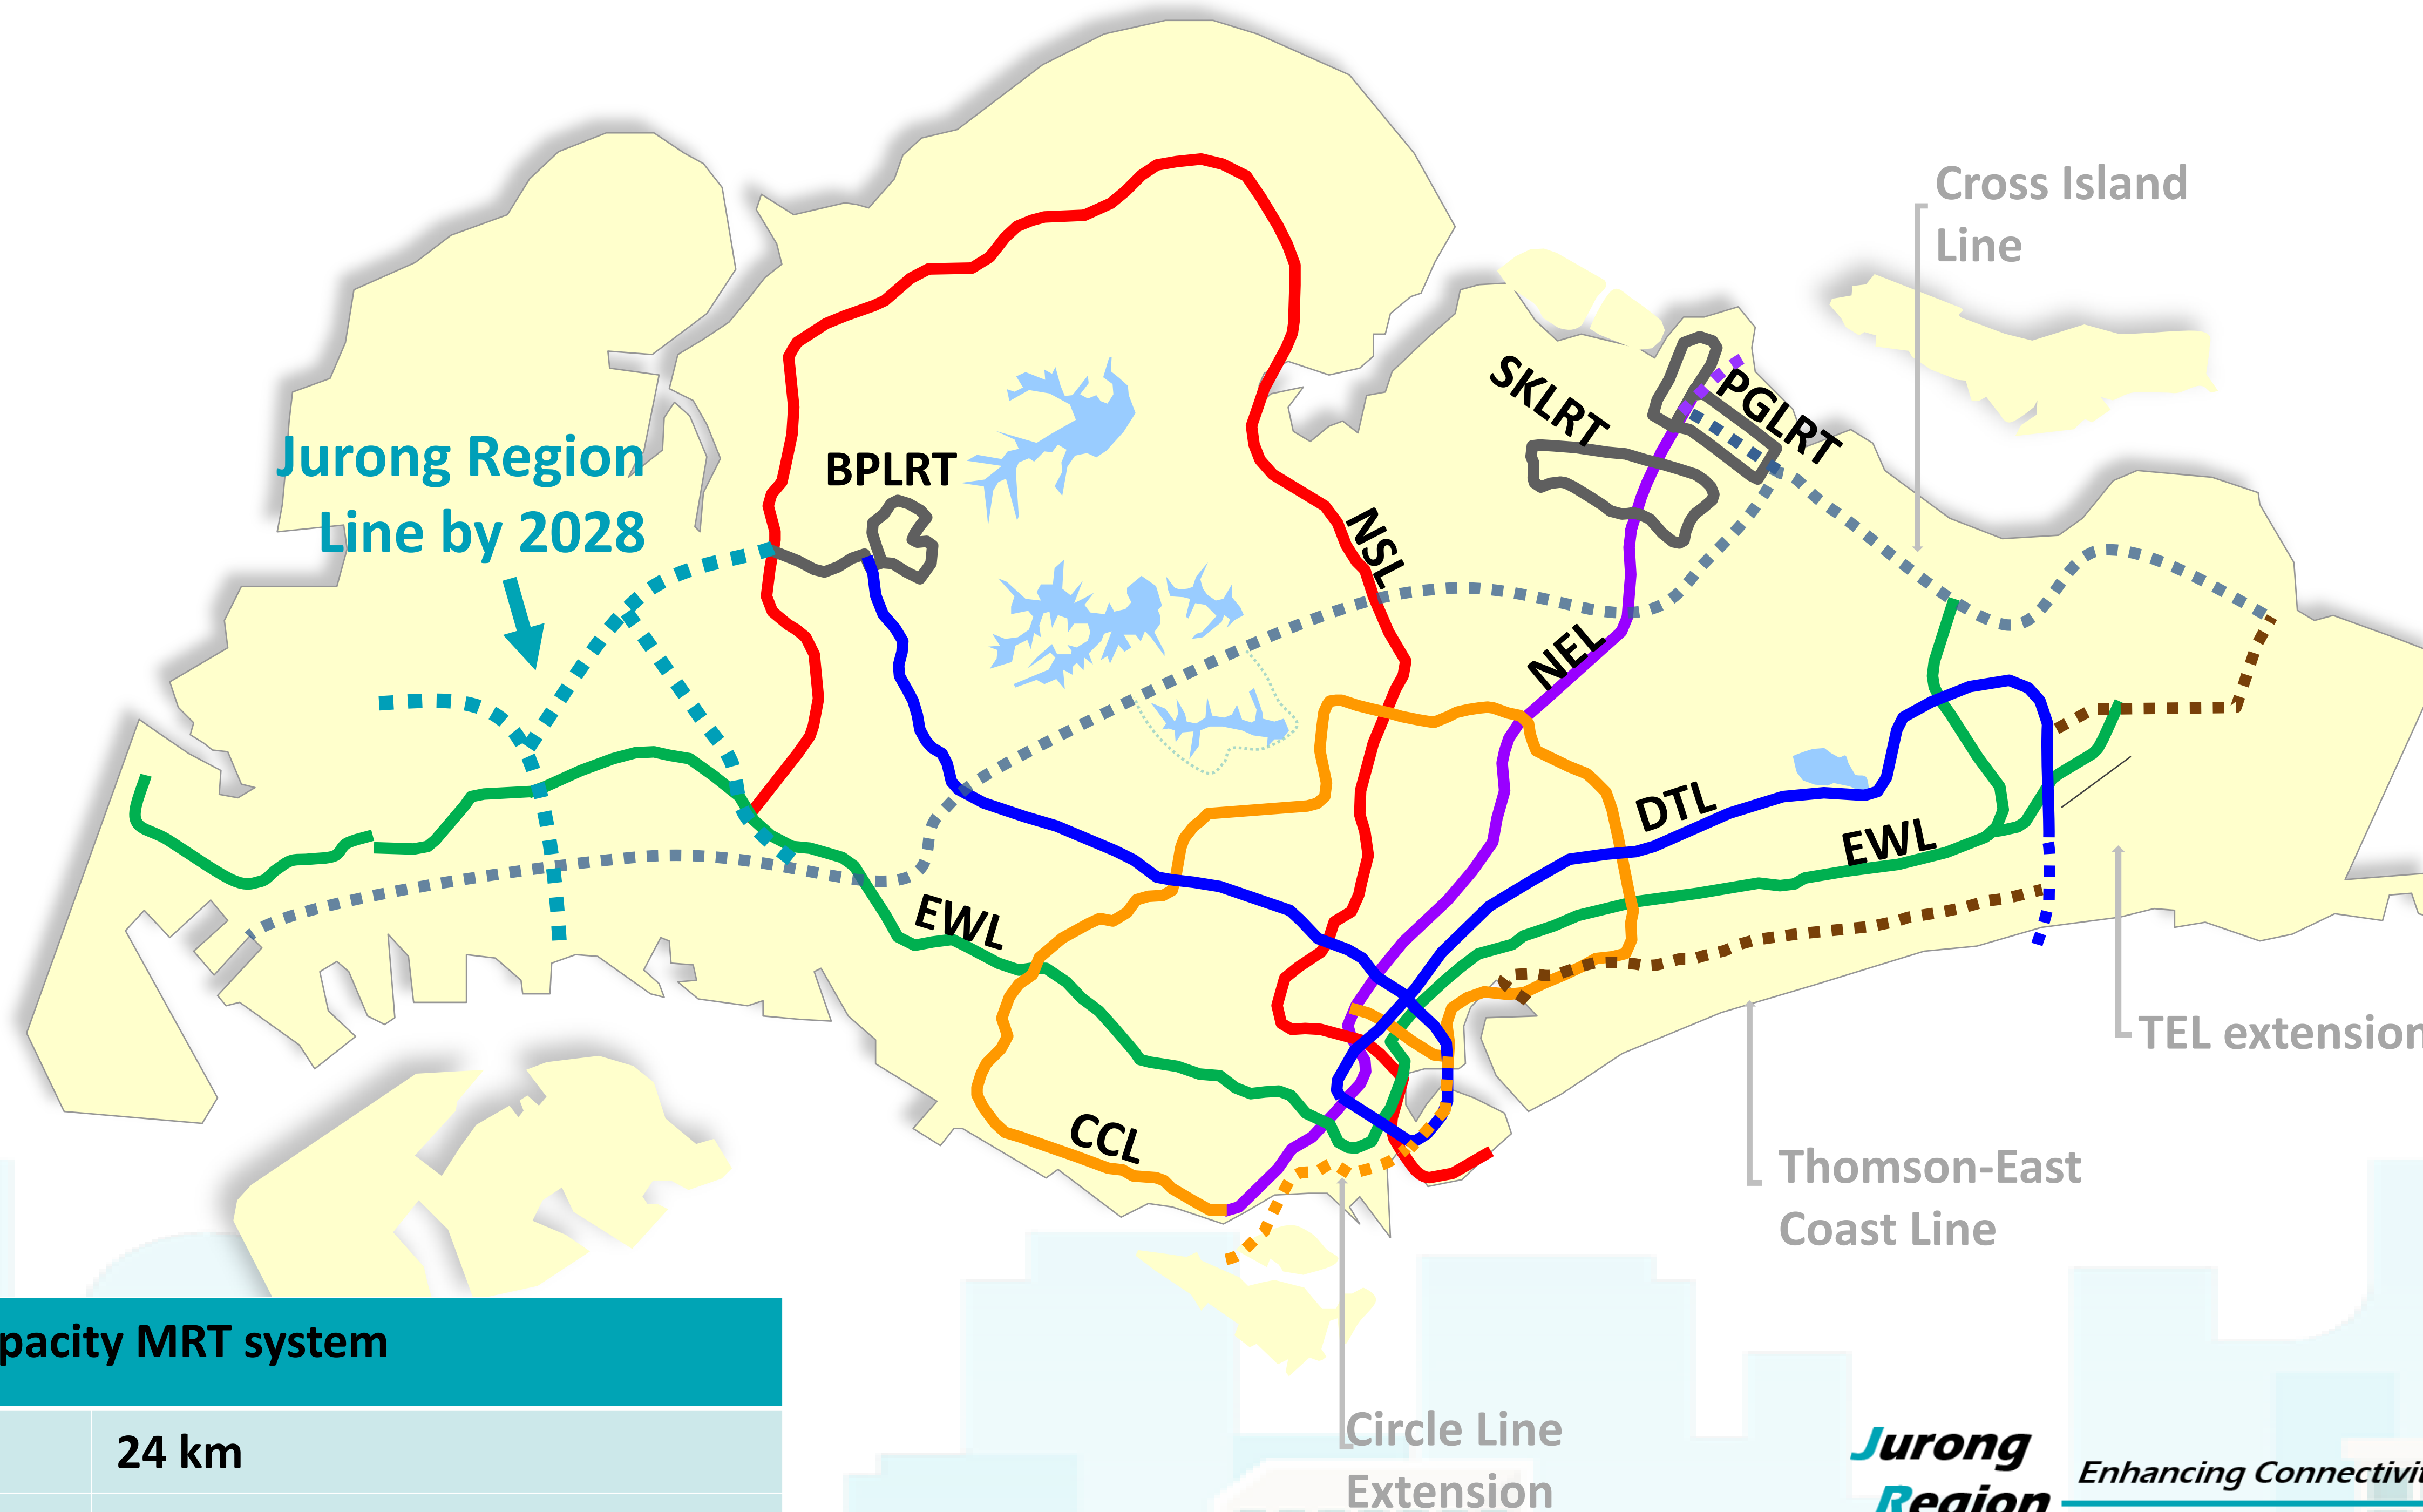 Cross Island
Line
SKLRT
PGLRT
Jurong Region
Line by 2028
BPLRT
NSL
NEL
DTL
EWL
EWL
TEL extension
CCL
Thomson-East
Coast Line
pacity MRT system
24 km
Circle Line
Extension
Jurong
Region
Enhancing Connectivit